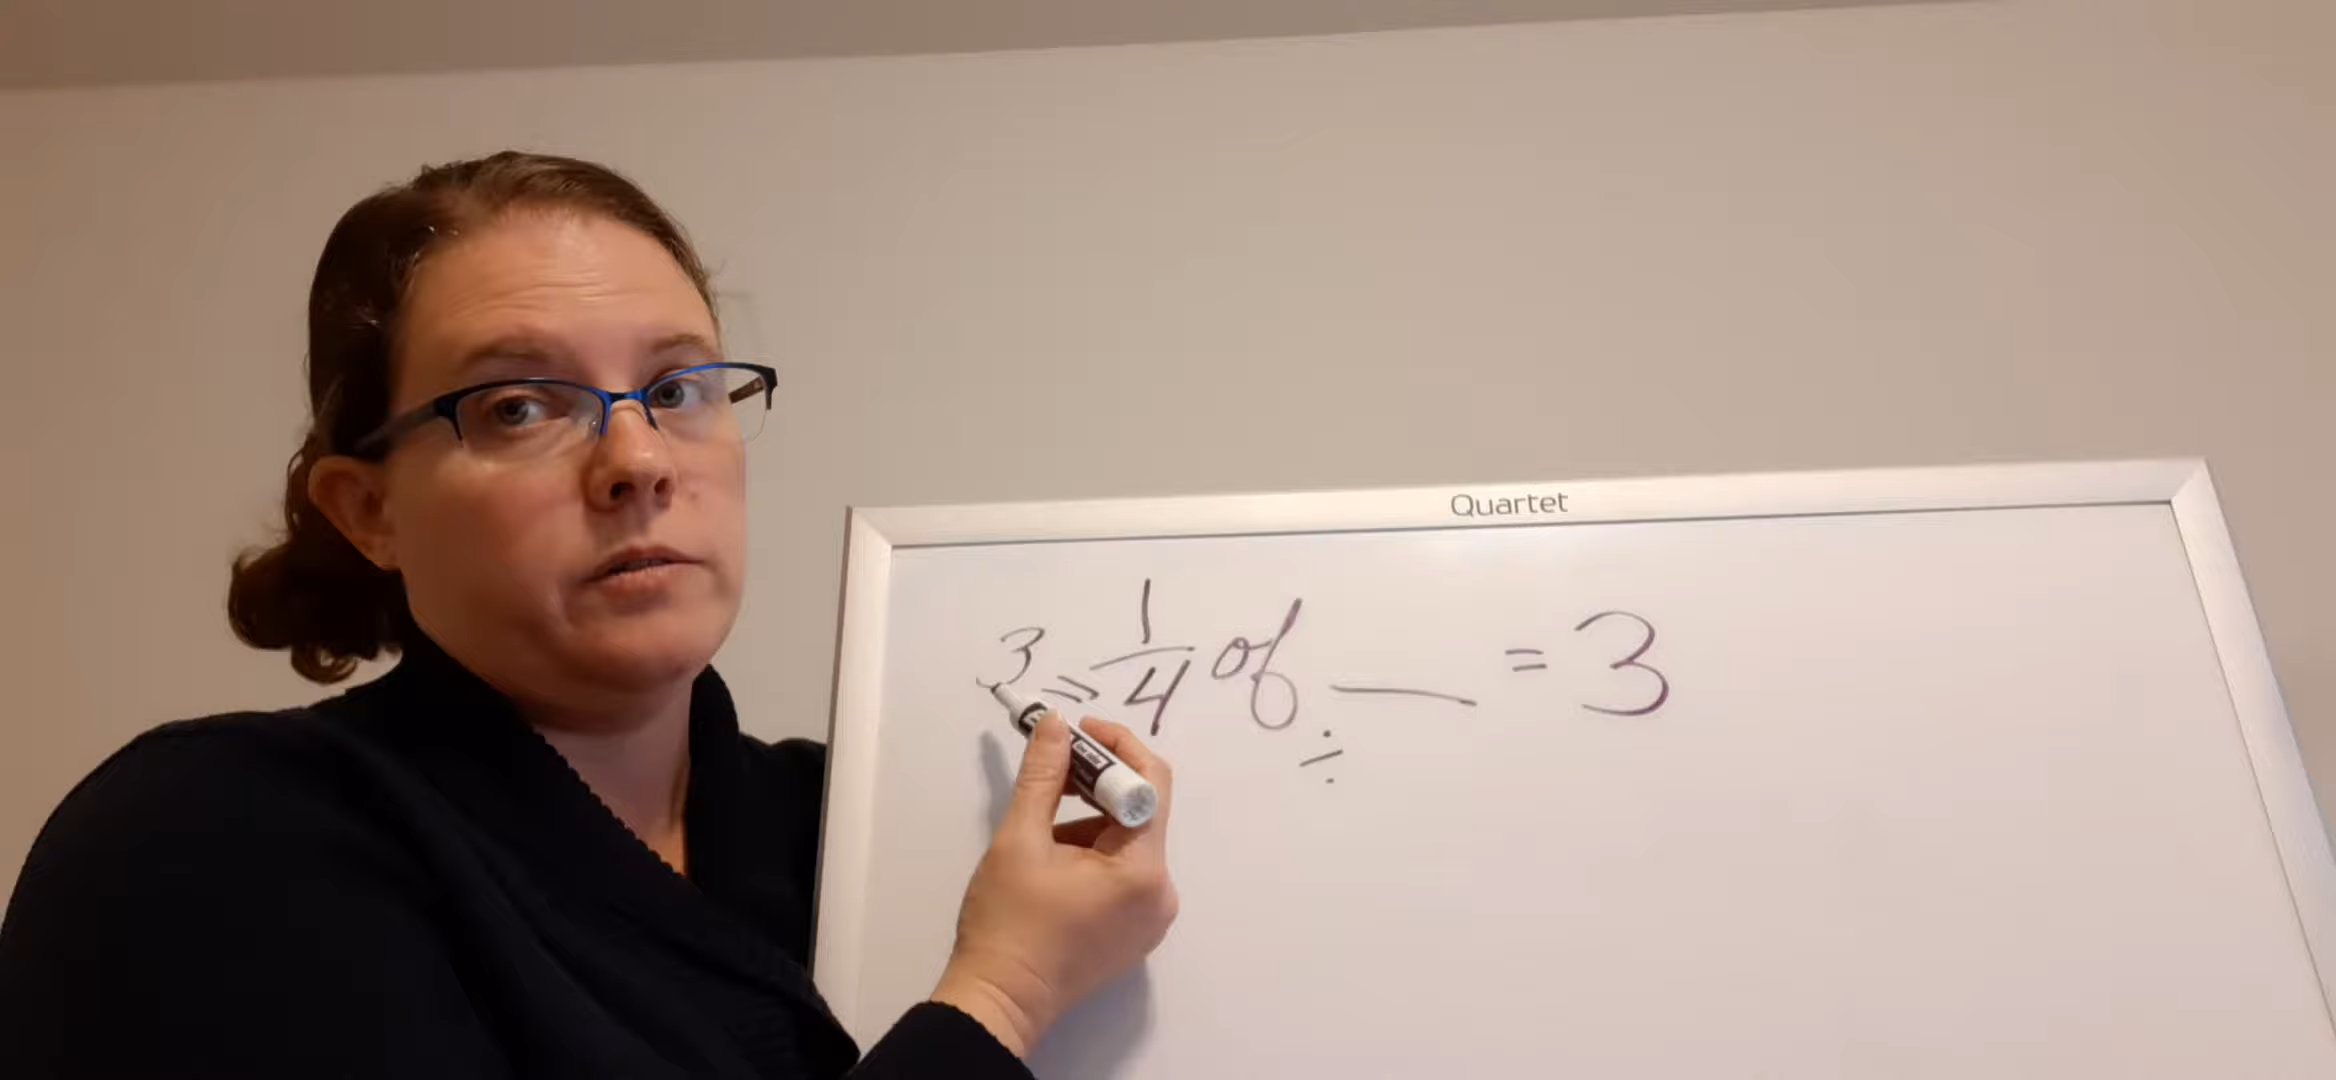 Quartet
3 = 1/4 of ___ = 3
÷